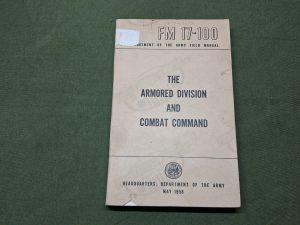 FM 17-100
DEPARTMENT OF THE ARMY FIELD MANUAL
THE
ARMORED DIVISION
AND
COMBAT COMMAND
HEADQUARTERS, DEPARTMENT OF THE ARMY
MAY 1958